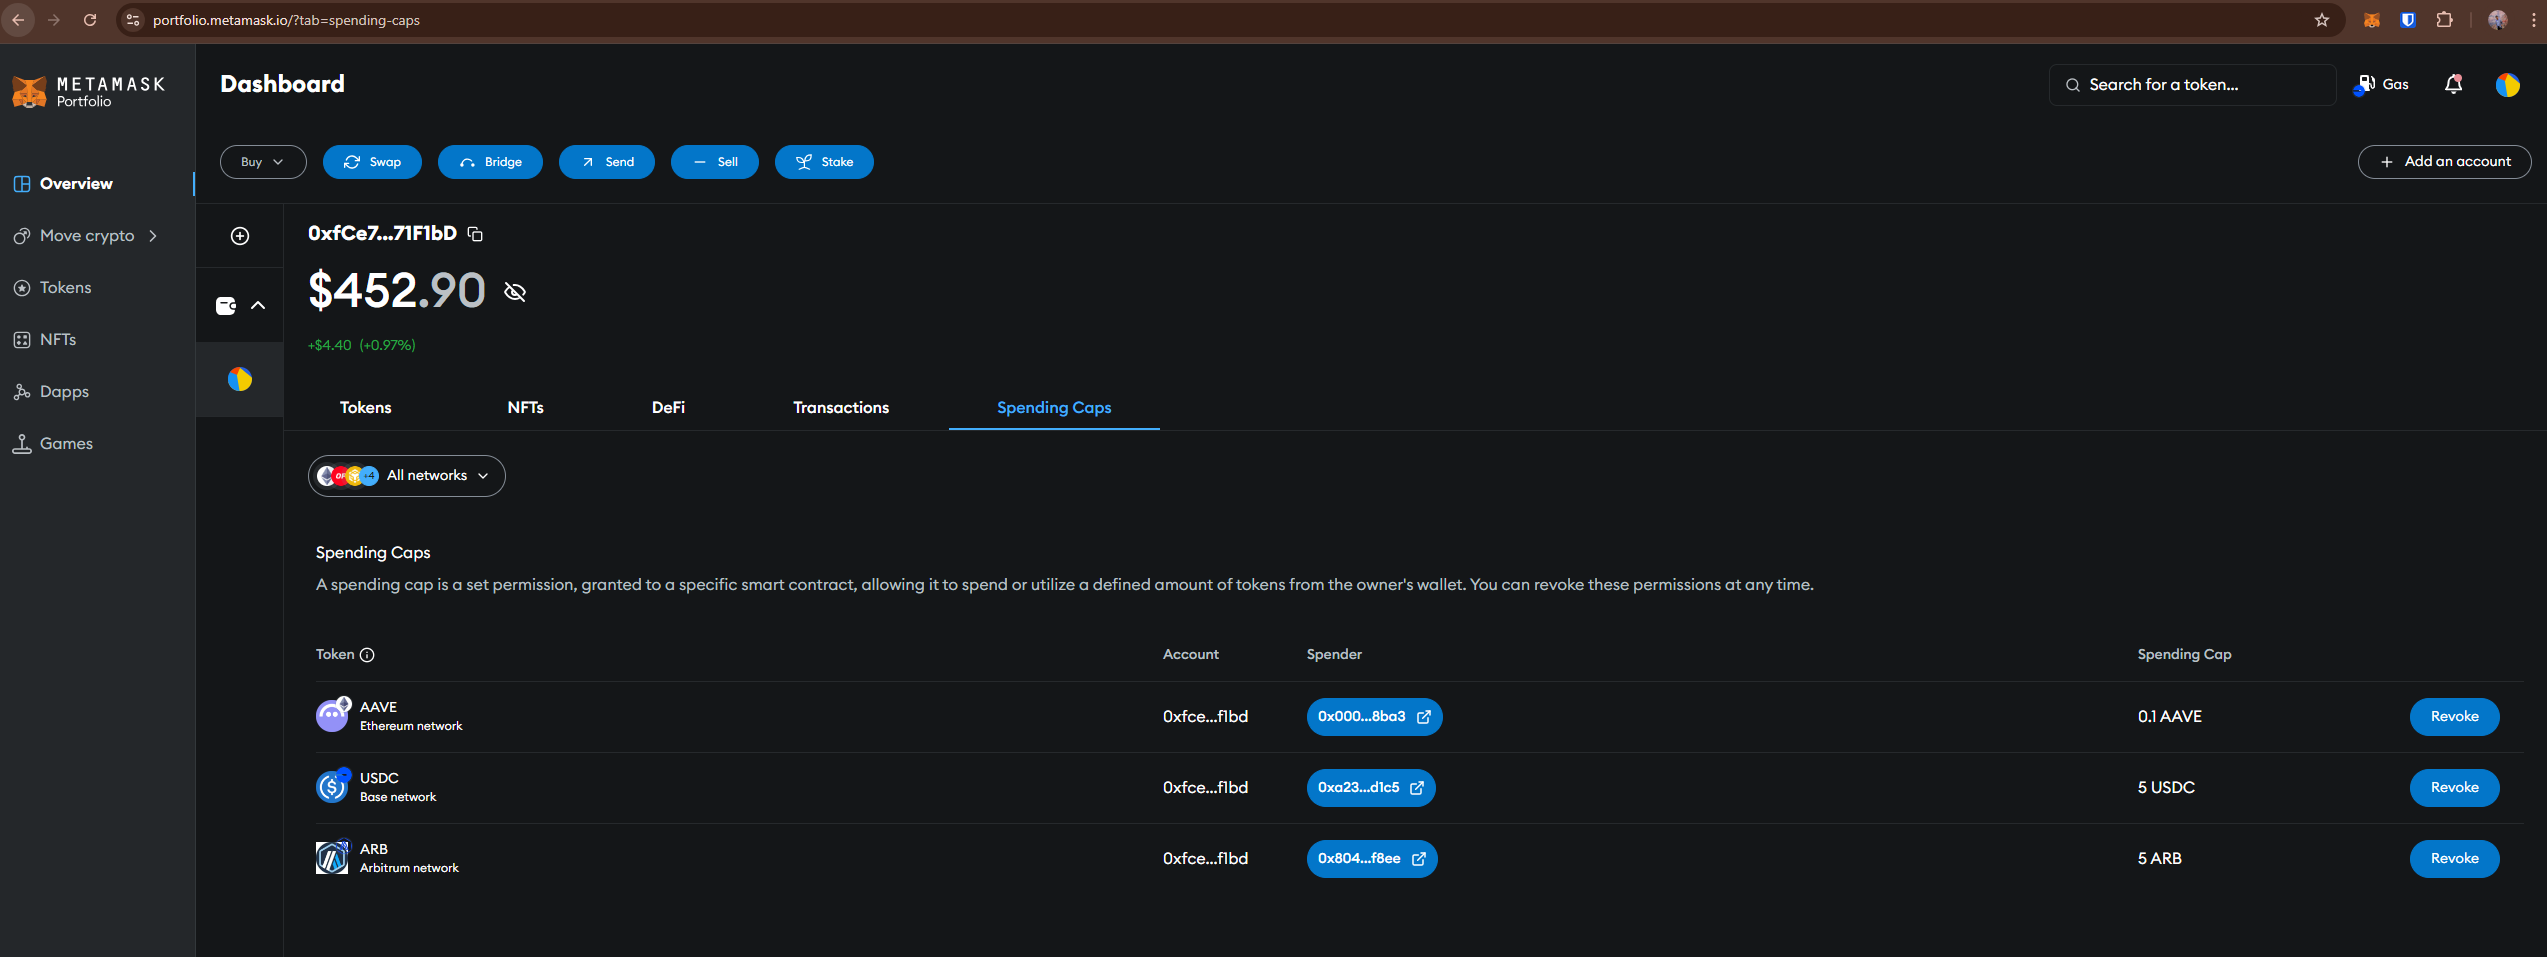 portfolio.metamask.io/?tab=spending-caps
METAMASK
Portfolio
Dashboard
Search for a token...
Gas
Buy
Swap
Bridge
Send
Sell
Stake
Add an account
Overview
Move crypto
Tokens
NFTs
Dapps
Games
0xfCe7...71F1bD
$452.90
+$4.40 (+0.97%)
Tokens
NFTs
DeFi
Transactions
Spending Caps
+4
All networks
Spending Caps
A spending cap is a set permission, granted to a specific smart contract, allowing it to spend or utilize a defined amount of tokens from the owner's wallet. You can revoke these permissions at any time.
Token
Account
Spender
Spending Cap
AAVE
Ethereum network
0xfce...f1bd
0x000...8ba3
0.1 AAVE
Revoke
USDC
Base network
0xfce...f1bd
0xa23...d1c5
5 USDC
Revoke
ARB
Arbitrum network
0xfce...f1bd
0x804...f8ee
5 ARB
Revoke